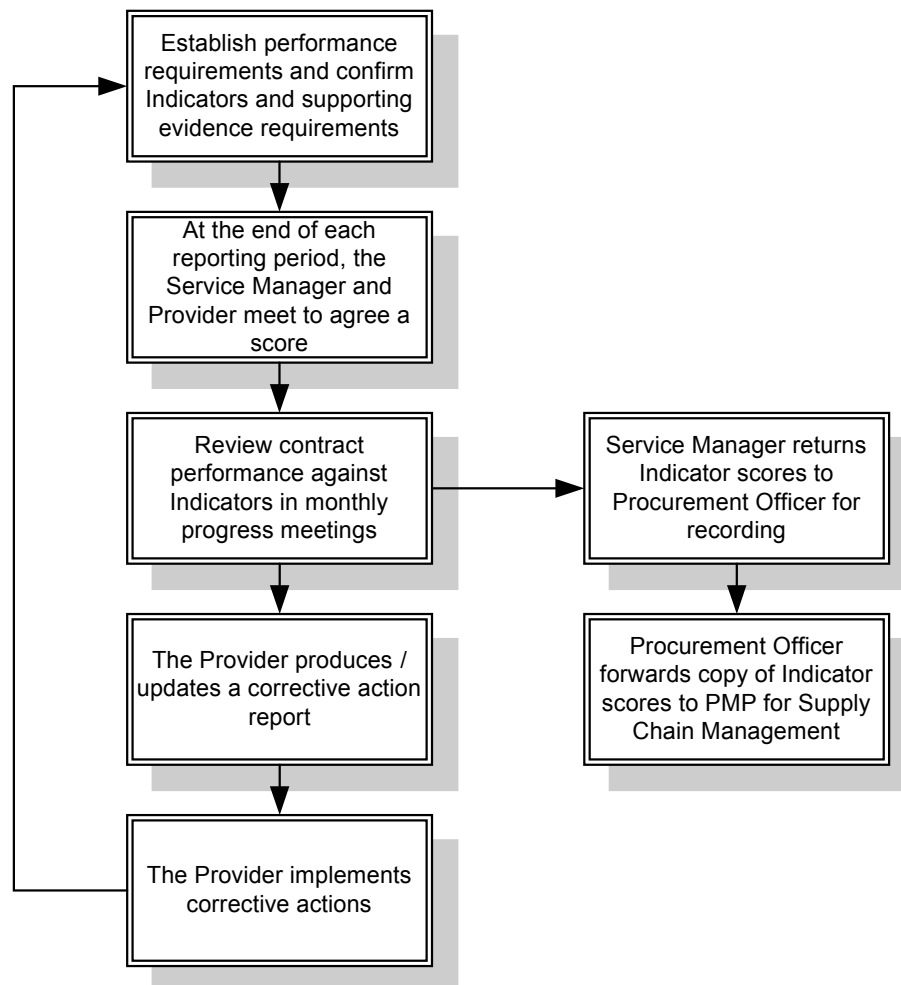 Establish performance
requirements and confirm
Indicators and supporting
evidence requirements
At the end of each
reporting period, the
Service Manager and
Provider meet to agree a
score
Review contract
performance against
Indicators in monthly
progress meetings
Service Manager returns
Indicator scores to
Procurement Officer for
recording
The Provider produces /
updates a corrective action
report
Procurement Officer
forwards copy of Indicator
scores to PMP for Supply
Chain Management
The Provider implements
corrective actions